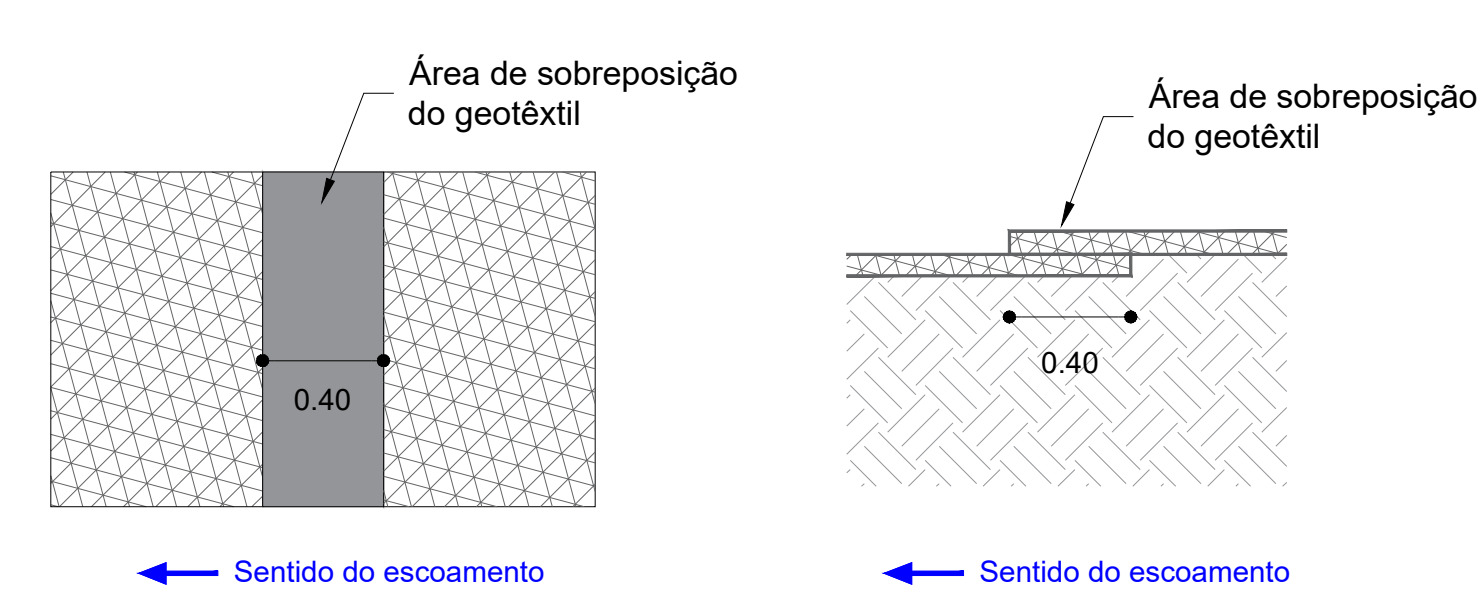 Área de sobreposição
do geotêxtil
0.40
Sentido do escoamento
Área de sobreposição
do geotêxtil
0.40
Sentido do escoamento